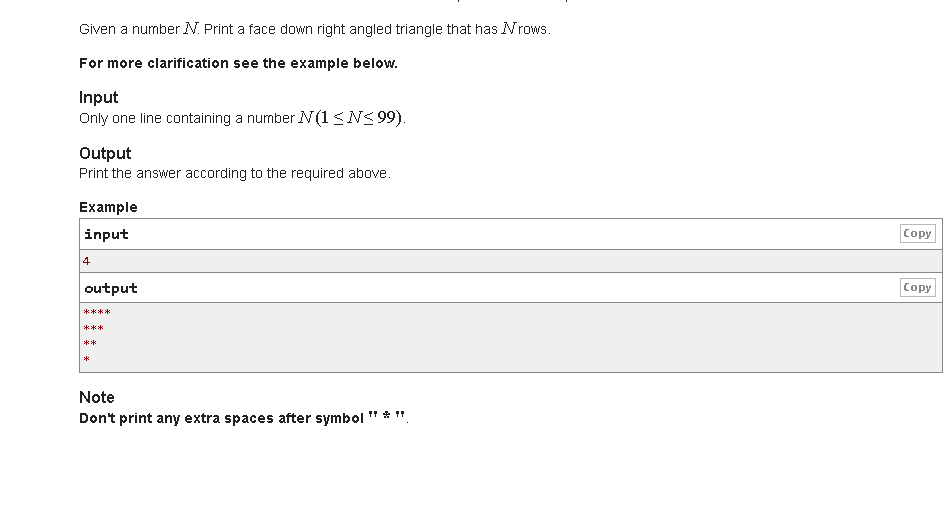 Given a number N. Print a face down right angled triangle that has N rows.
For more clarification see the example below.
Input
Only one line containing a number N (1 ≤ N ≤ 99).
Output
Print the answer according to the required above.
Example
input
Copy
4
output
Copy
****
***
**
*
Note
Don't print any extra spaces after symbol " * ".